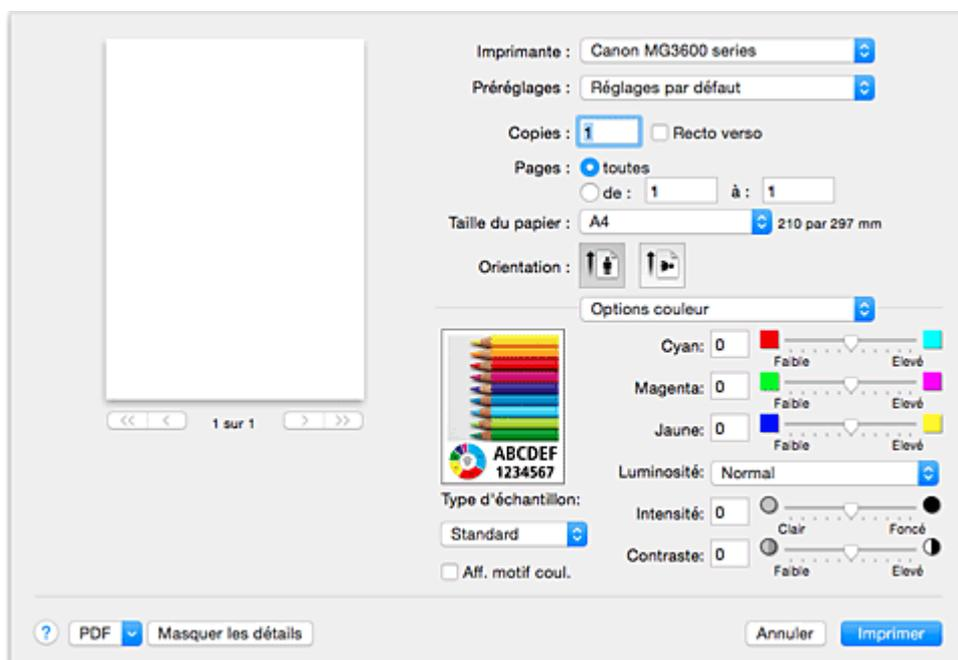 Imprimante : Canon MG3600 series
Préréglages : Réglages par défaut
Copies : 1 Recto verso
Pages : toutes
de : 1 à : 1
Taille du papier : A4 210 par 297 mm
Orientation :
Options couleur
Cyan: 0
Faible Elevé
Magenta: 0
Faible Elevé
Jaune: 0
Faible Elevé
ABCDEF
1234567
Luminosité: Normal
Type d'échantillon:
Standard
Intensité: 0
Clair Foncé
Contraste: 0
Faible Elevé
Aff. motif coul.
<< < 1 sur 1 > >>
? PDF Masquer les détails Annuler Imprimer